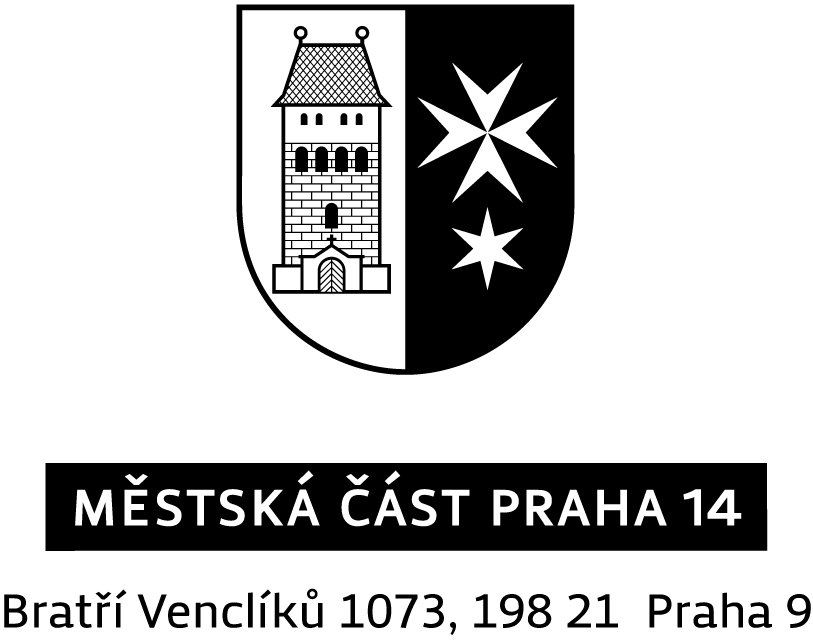 MĚSTSKÁ ČÁST PRAHA 14
Bratří Venclíků 1073, 198 21 Praha 9